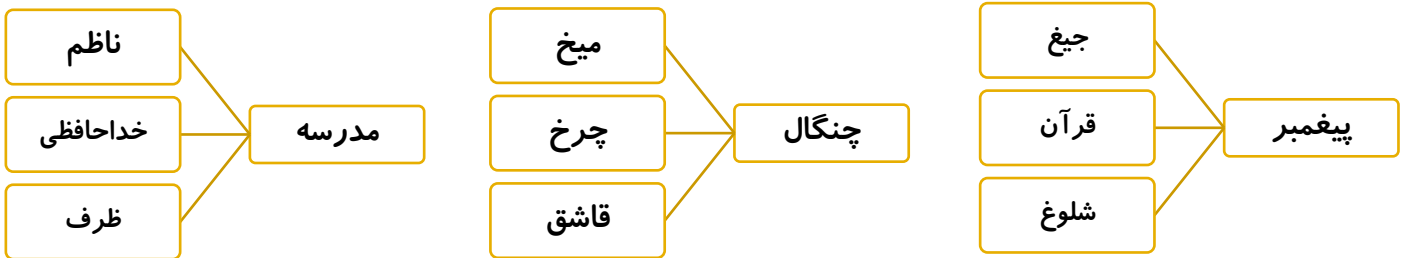 پیغمبر
جیغ
قرآن
شلوغ
چنگال
میخ
چرخ
قاشق
مدرسه
ناظم
خداحافظی
ظرف